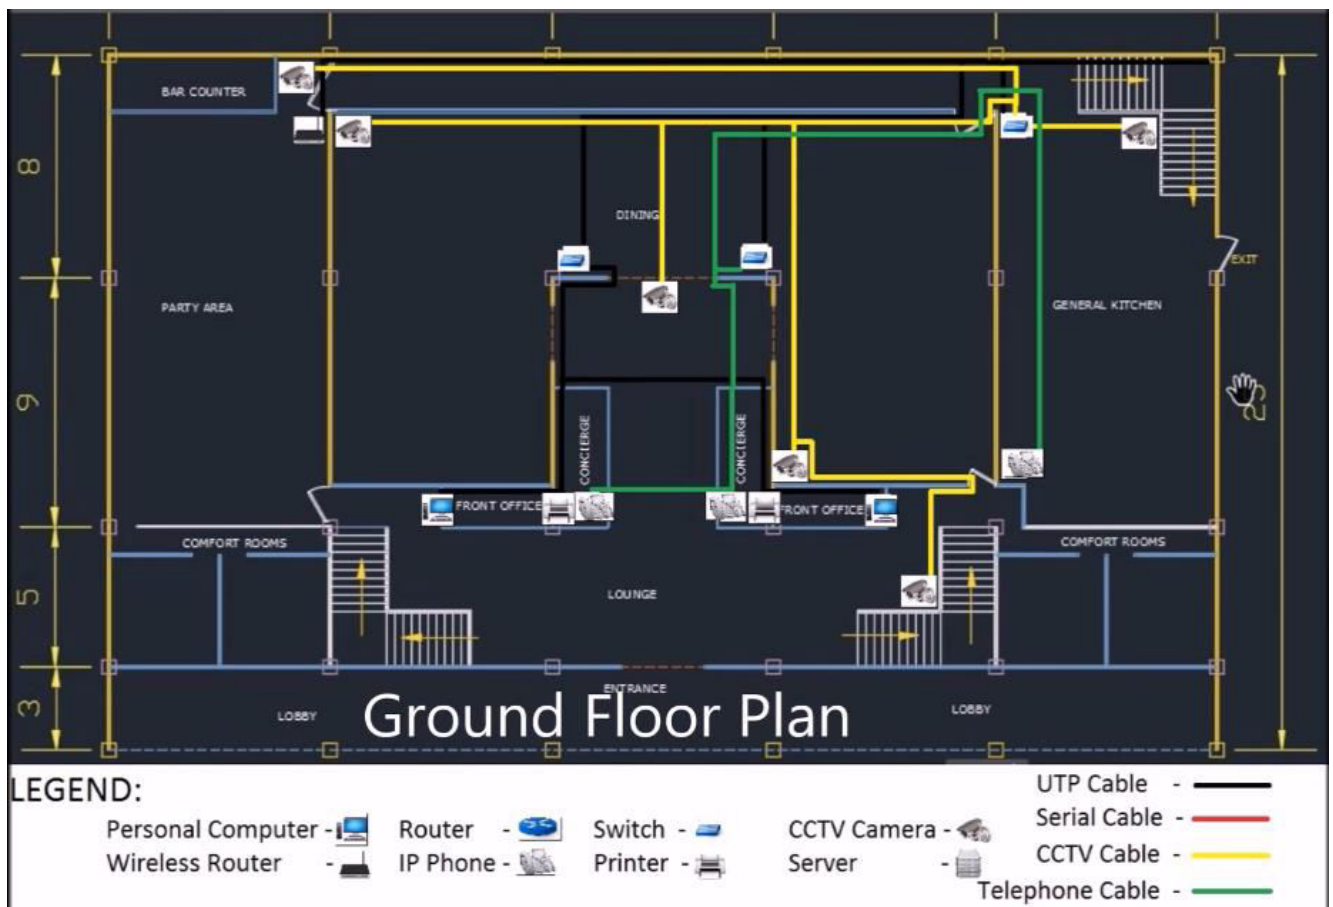 BAR COUNTER
8
DINING
EXIT
PARTY AREA
GENERAL KITCHEN
9
25
CONCIERGE
CONCIERGE
FRONT OFFICE
FRONT OFFICE
COMFORT ROOMS
COMFORT ROOMS
5
LOUNGE
3
ENTRANCE
LOBBY
Ground Floor Plan
LOBBY
LEGEND:
Personal Computer -
Router -
Switch -
CCTV Camera -
Wireless Router -
IP Phone -
Printer -
Server -
UTP Cable -
Serial Cable -
CCTV Cable -
Telephone Cable -